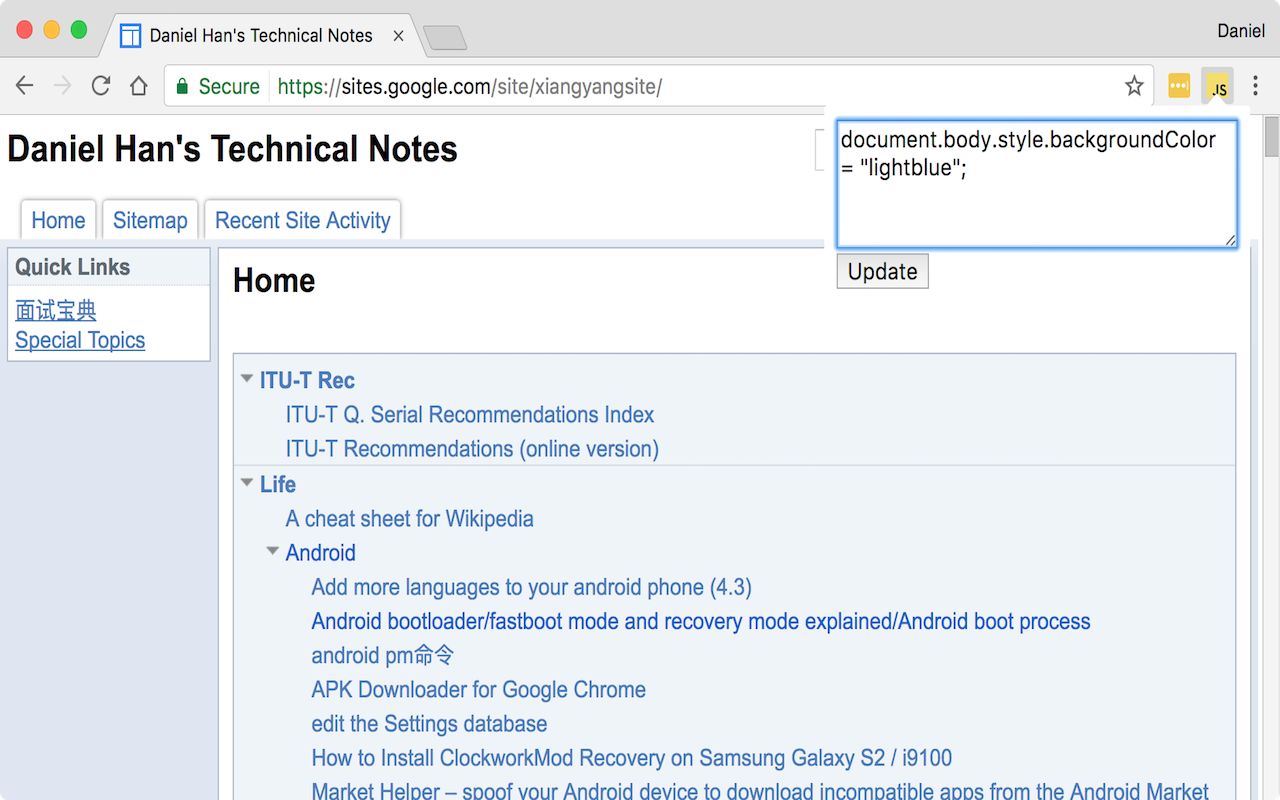 Daniel Han's Technical Notes
Daniel
Secure https://sites.google.com/site/xiangyangsite/
JS
Daniel Han's Technical Notes
document.body.style.backgroundColor
= "lightblue";
Update
Home Sitemap Recent Site Activity
Quick Links
面试宝典
Special Topics
Home
ITU-T Rec
ITU-T Q. Serial Recommendations Index
ITU-T Recommendations (online version)
Life
A cheat sheet for Wikipedia
Android
Add more languages to your android phone (4.3)
Android bootloader/fastboot mode and recovery mode explained/Android boot process
android pm命令
APK Downloader for Google Chrome
edit the Settings database
How to Install ClockworkMod Recovery on Samsung Galaxy S2 / i9100
Market Helper – spoof your Android device to download incompatible apps from the Android Market